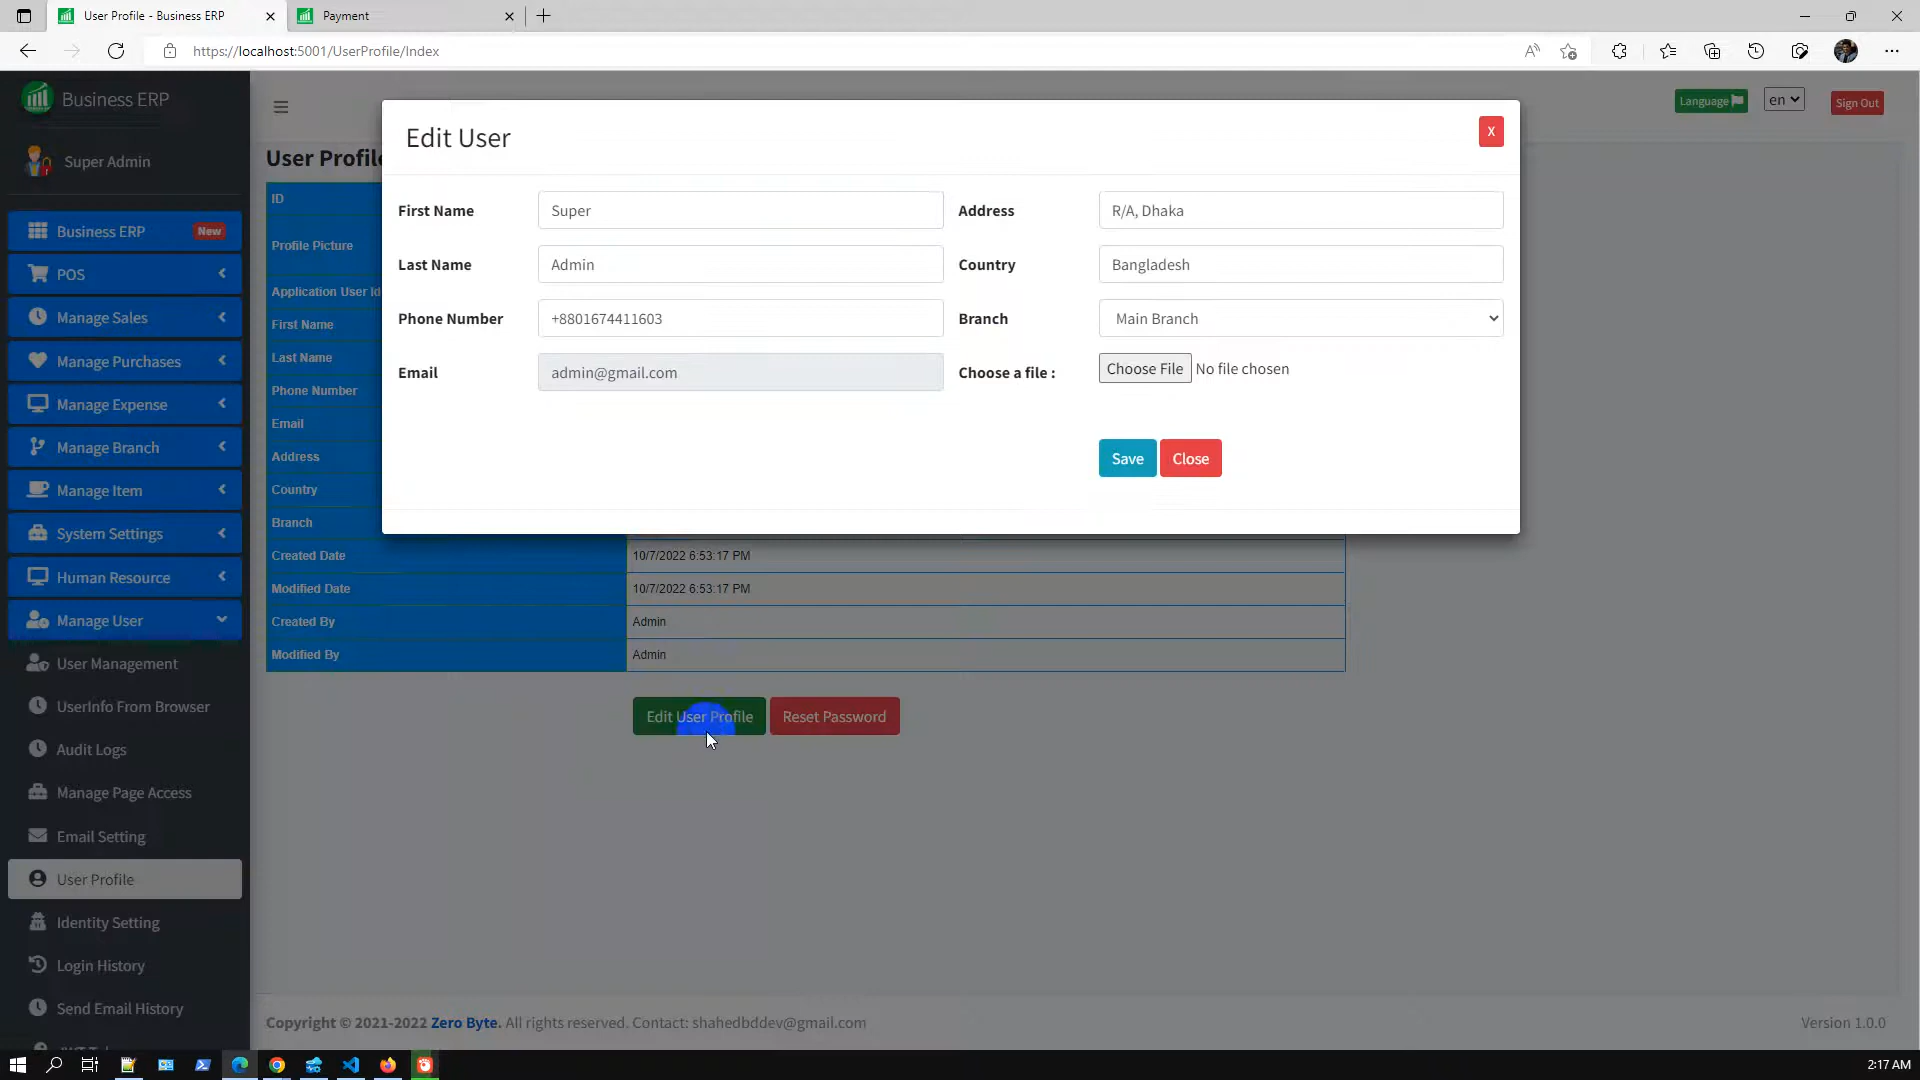 User Profile - Business ERP
Payment
https://localhost:5001/UserProfile/Index
Business ERP
Super Admin
Business ERP New
POS
Manage Sales
Manage Purchases
Manage Expense
Manage Branch
Manage Item
System Settings
Human Resource
Manage User
User Management
UserInfo From Browser
Audit Logs
Manage Page Access
Email Setting
User Profile
Identity Setting
Login History
Send Email History
Language
en
Sign Out
User Profile
ID
Profile Picture
Application User Id
First Name
Last Name
Phone Number
Email
Address
Country
Branch
Created Date 10/7/2022 6:53:17 PM
Modified Date 10/7/2022 6:53:17 PM
Created By Admin
Modified By Admin
Edit User Profile Reset Password
Edit User
X
First Name Super Address R/A, Dhaka
Last Name Admin Country Bangladesh
Phone Number +8801674411603 Branch Main Branch
Email admin@gmail.com Choose a file : Choose File No file chosen
Save Close
Copyright © 2021-2022 Zero Byte. All rights reserved. Contact: shahedbddev@gmail.com
Version 1.0.0
2:17 AM